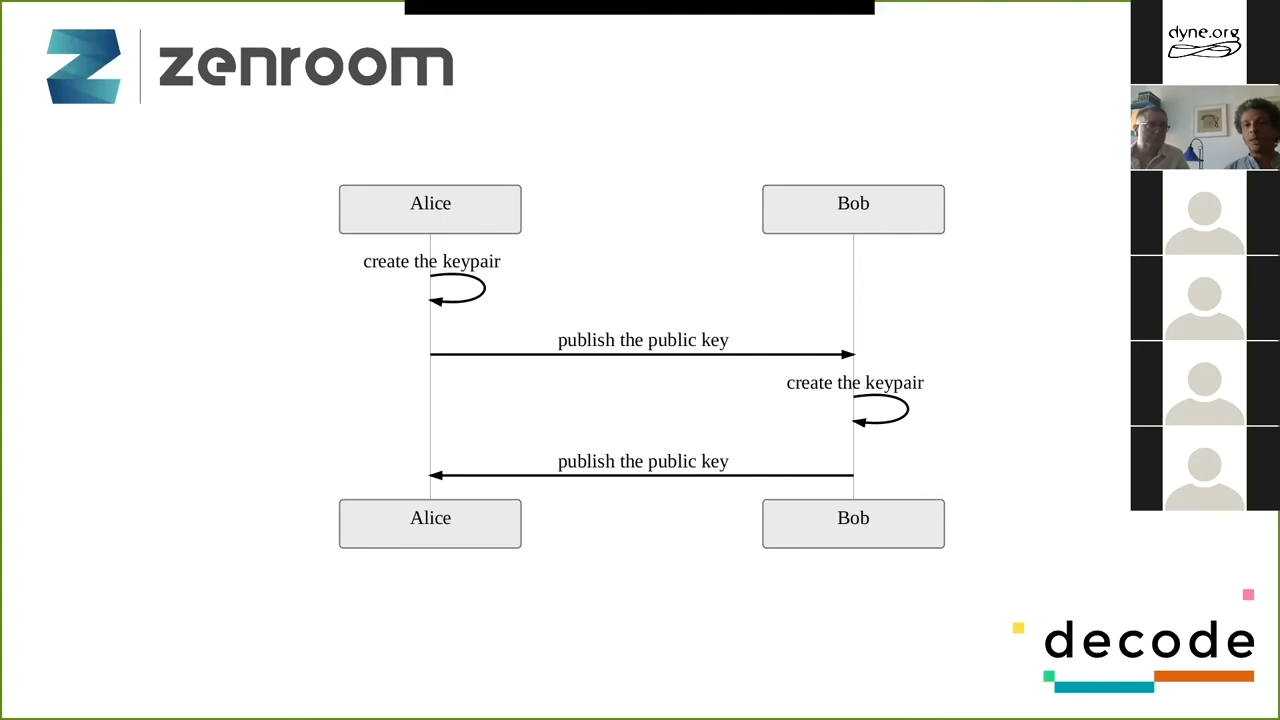 zenroom
dyne.org
Alice
Bob
create the keypair
publish the public key
create the keypair
publish the public key
Alice
Bob
decode